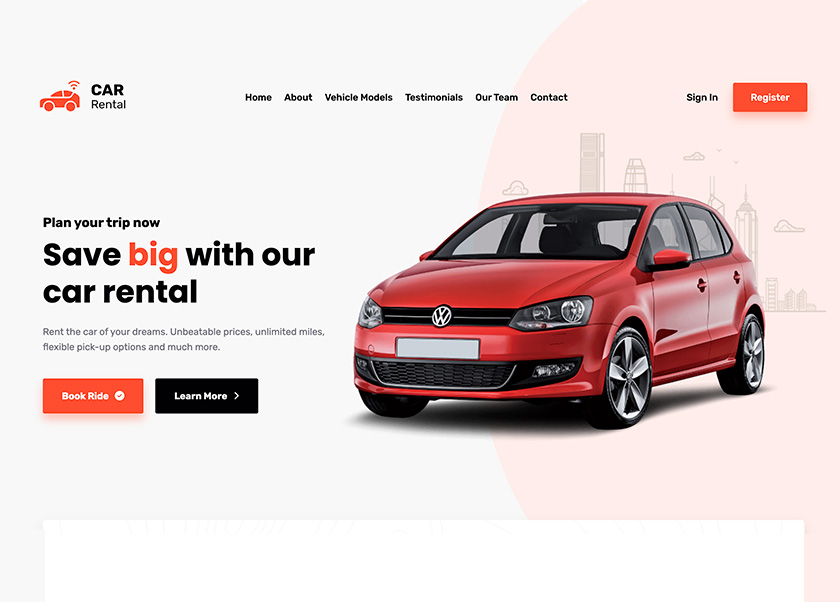 CAR
Rental
Home About Vehicle Models Testimonials Our Team Contact
Sign In Register
Plan your trip now
Save big with our
car rental
Rent the car of your dreams. Unbeatable prices, unlimited miles,
flexible pick-up options and much more.
Book Ride Learn More